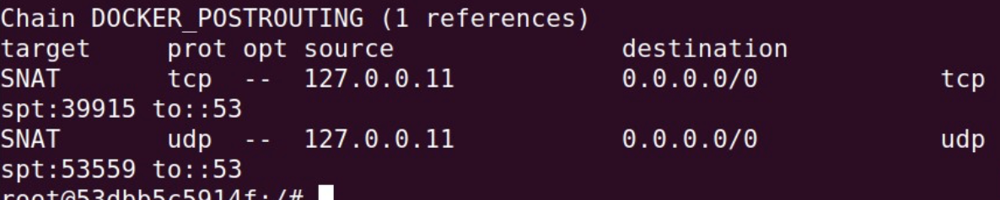 Chain DOCKER_POSTROUTING (1 references)
target     prot opt source               destination
SNAT       tcp  --  127.0.0.11           0.0.0.0/0            tcp
spt:39915 to::53
SNAT       udp  --  127.0.0.11           0.0.0.0/0            udp
spt:53559 to::53
root@53dbb5c5914f:/#